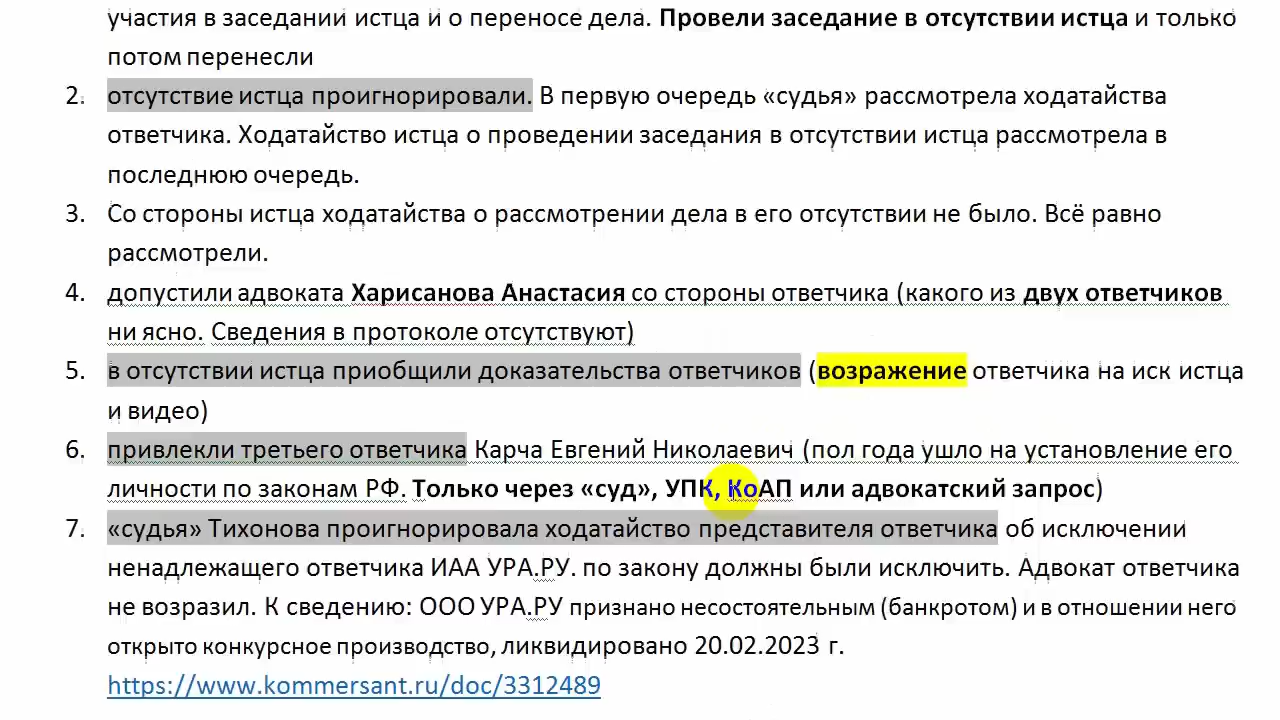 участия в заседании истца и о переносе дела. Провели заседание в отсутствии истца и только
потом перенесли
2. отсутствие истца проигнорировали. В первую очередь «судья» рассмотрела ходатайства
ответчика. Ходатайство истца о проведении заседания в отсутствии истца рассмотрела в
последнюю очередь.
3. Со стороны истца ходатайства о рассмотрении дела в его отсутствии не было. Всё равно
рассмотрели.
4. допустили адвоката Харисанова Анастасия со стороны ответчика (какого из двух ответчиков
ни ясно. Сведения в протоколе отсутствуют)
5. в отсутствии истца приобщили доказательства ответчиков (возражение ответчика на иск истца
и видео)
6. привлекли третьего ответчика Карча Евгений Николаевич (пол года ушло на установление его
личности по законам РФ. Только через «суд», УПК, КоАП или адвокатский запрос)
7. «судья» Тихонова проигнорировала ходатайство представителя ответчика об исключении
ненадлежащего ответчика ИАА УРА.РУ. по закону должны были исключить. Адвокат ответчика
не возразил. К сведению: ООО УРА.РУ признано несостоятельным (банкротом) и в отношении него
открыто конкурсное производство, ликвидировано 20.02.2023 г.
https://www.kommersant.ru/doc/3312489